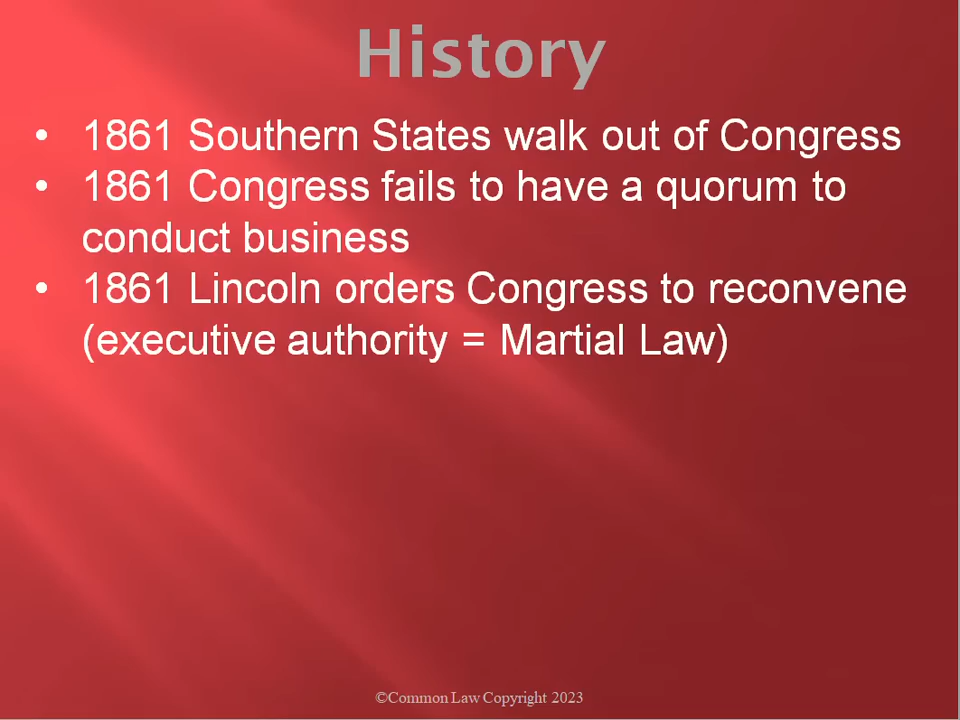 History
• 1861 Southern States walk out of Congress
• 1861 Congress fails to have a quorum to
conduct business
• 1861 Lincoln orders Congress to reconvene
(executive authority = Martial Law)
©Common Law Copyright 2023